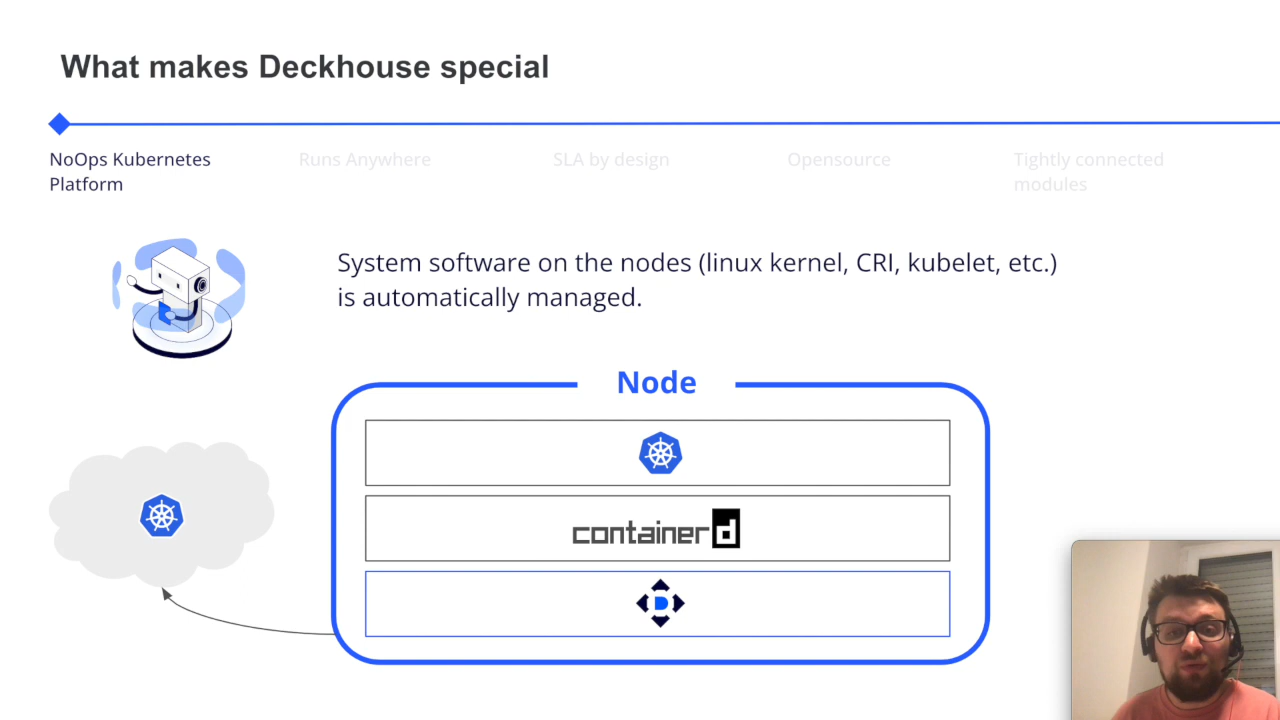 What makes Deckhouse special
NoOps Kubernetes
Platform
Runs Anywhere
SLA by design
Opensource
Tightly connected
modules
System software on the nodes (linux kernel, CRI, kubelet, etc.)
is automatically managed.
Node
containerd
D